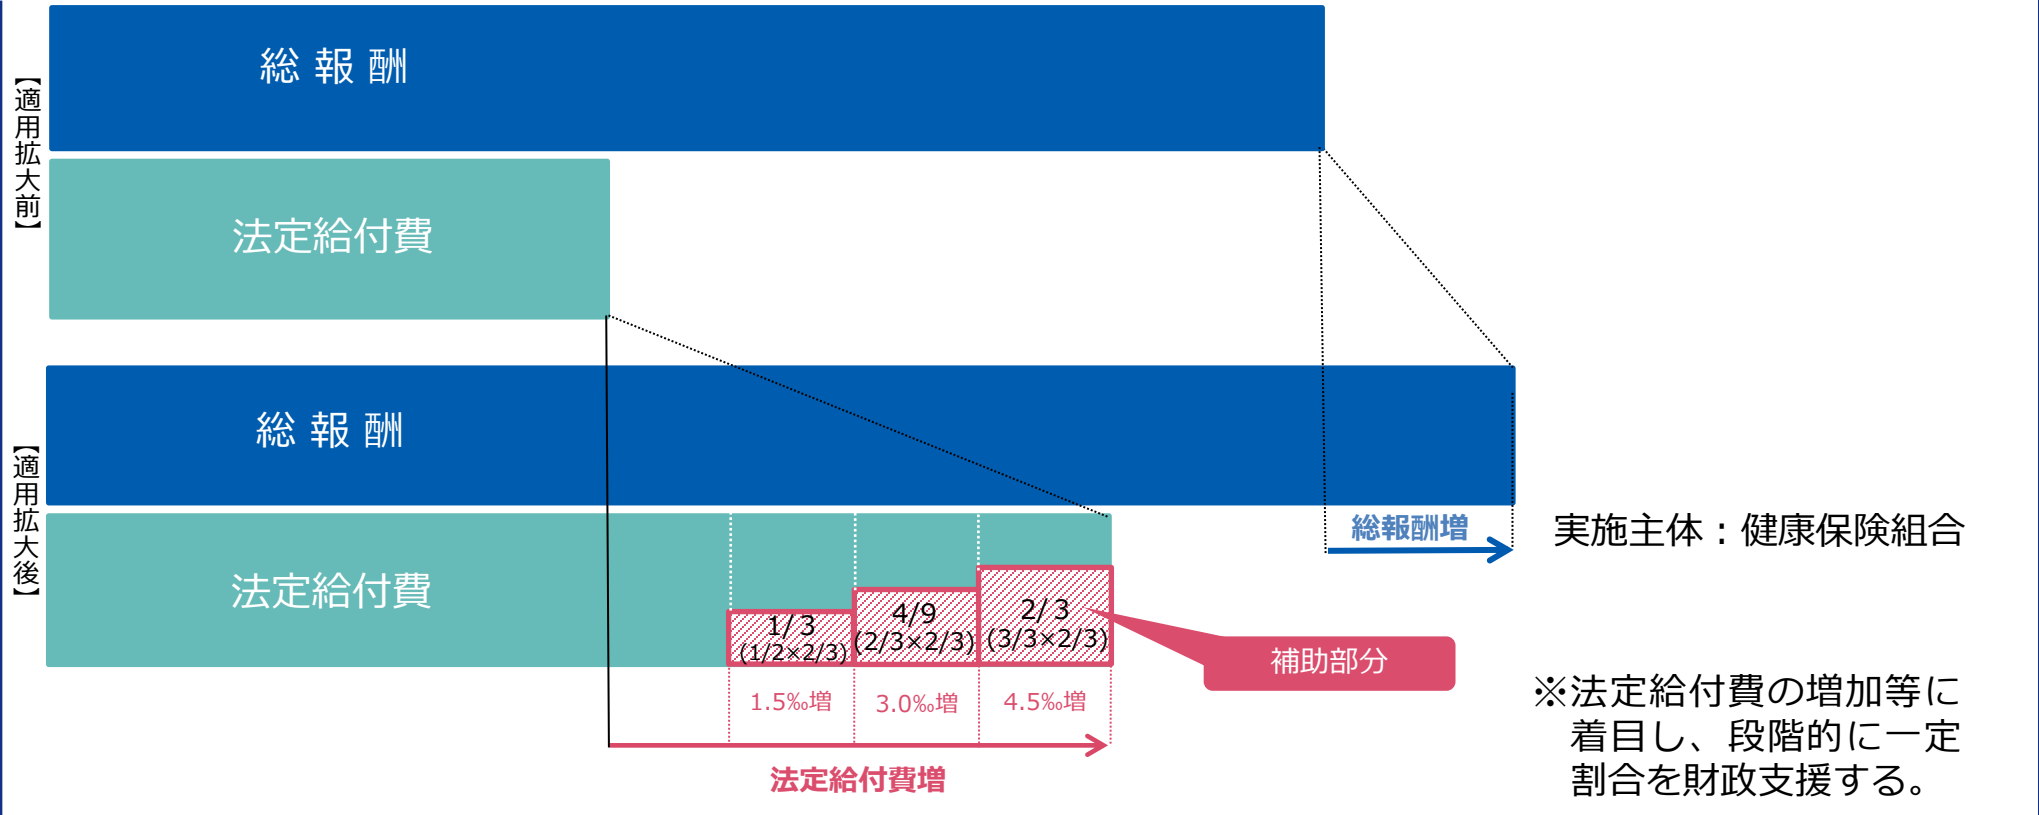 【適用拡大前】
総報酬
法定給付費
【適用拡大後】
総報酬
総報酬増
実施主体：健康保険組合
法定給付費
1/3
(1/2×2/3)
4/9
(2/3×2/3)
2/3
(3/3×2/3)
補助部分
1.5‰増
3.0‰増
4.5‰増
法定給付費増
※法定給付費の増加等に
着目し、段階的に一定
割合を財政支援する。